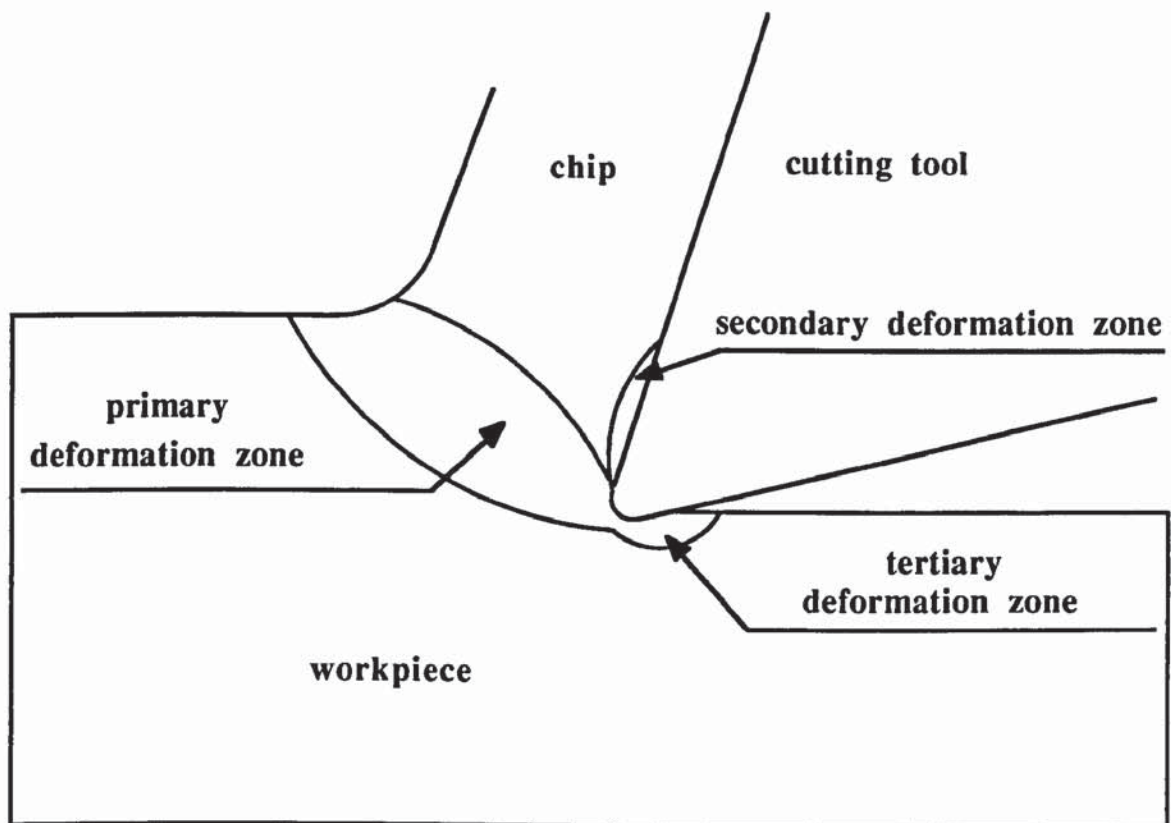 chip
cutting tool
secondary deformation zone
primary
deformation zone
tertiary
deformation zone
workpiece